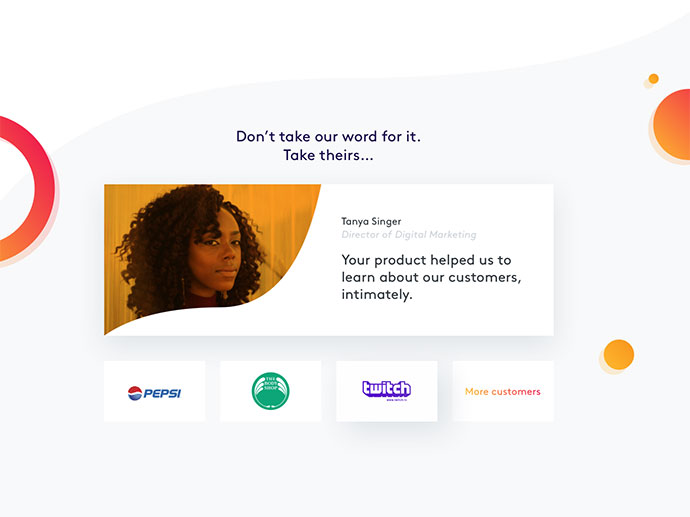 Don’t take our word for it.
Take theirs...
Tanya Singer
Director of Digital Marketing
Your product helped us to
learn about our customers,
intimately.
PEPSI
THE
BODY
SHOP
twitch
More customers